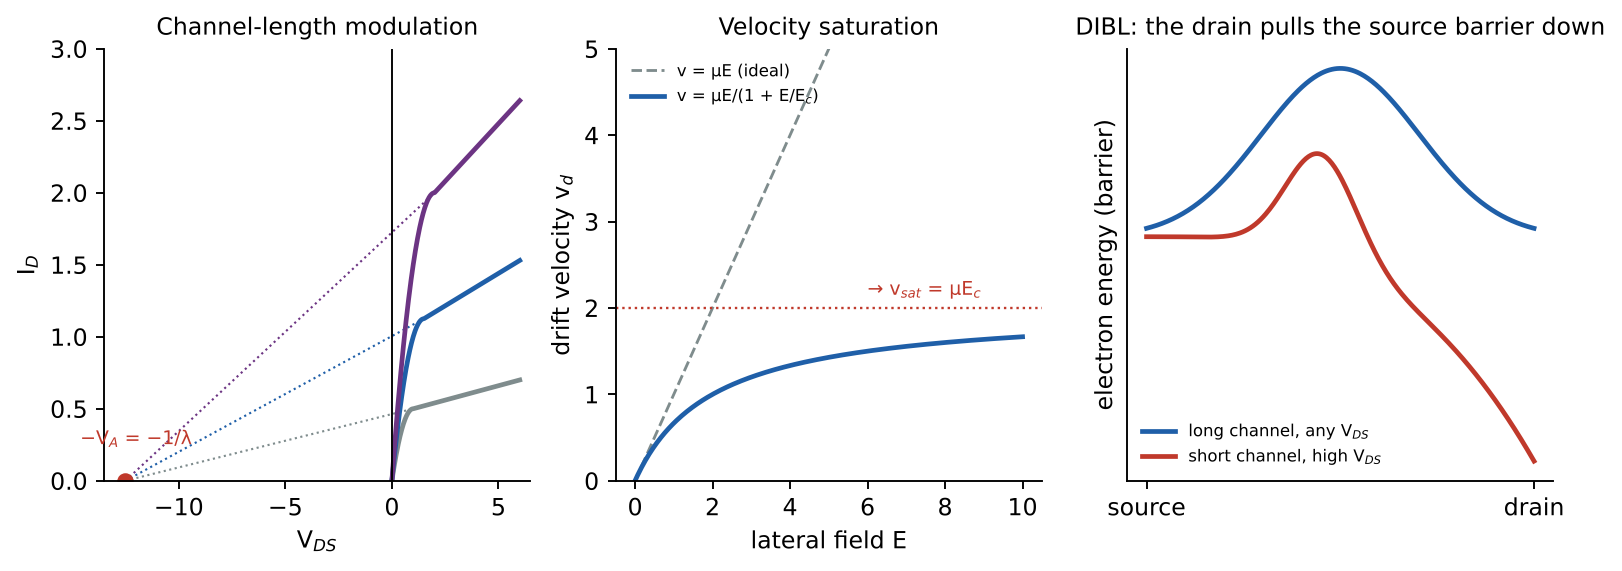 Channel-length modulation
3.0
2.5
2.0
1.5
1.0
0.5
0.0
I_D
−V_A = −1/λ
−10
−5
0
5
V_DS
Velocity saturation
5
4
3
2
1
0
drift velocity v_d
v = μE (ideal)
v = μE/(1 + E/E_c)
→ v_sat = μE_c
0
2
4
6
8
10
lateral field E
DIBL: the drain pulls the source barrier down
electron energy (barrier)
long channel, any V_DS
short channel, high V_DS
source
drain